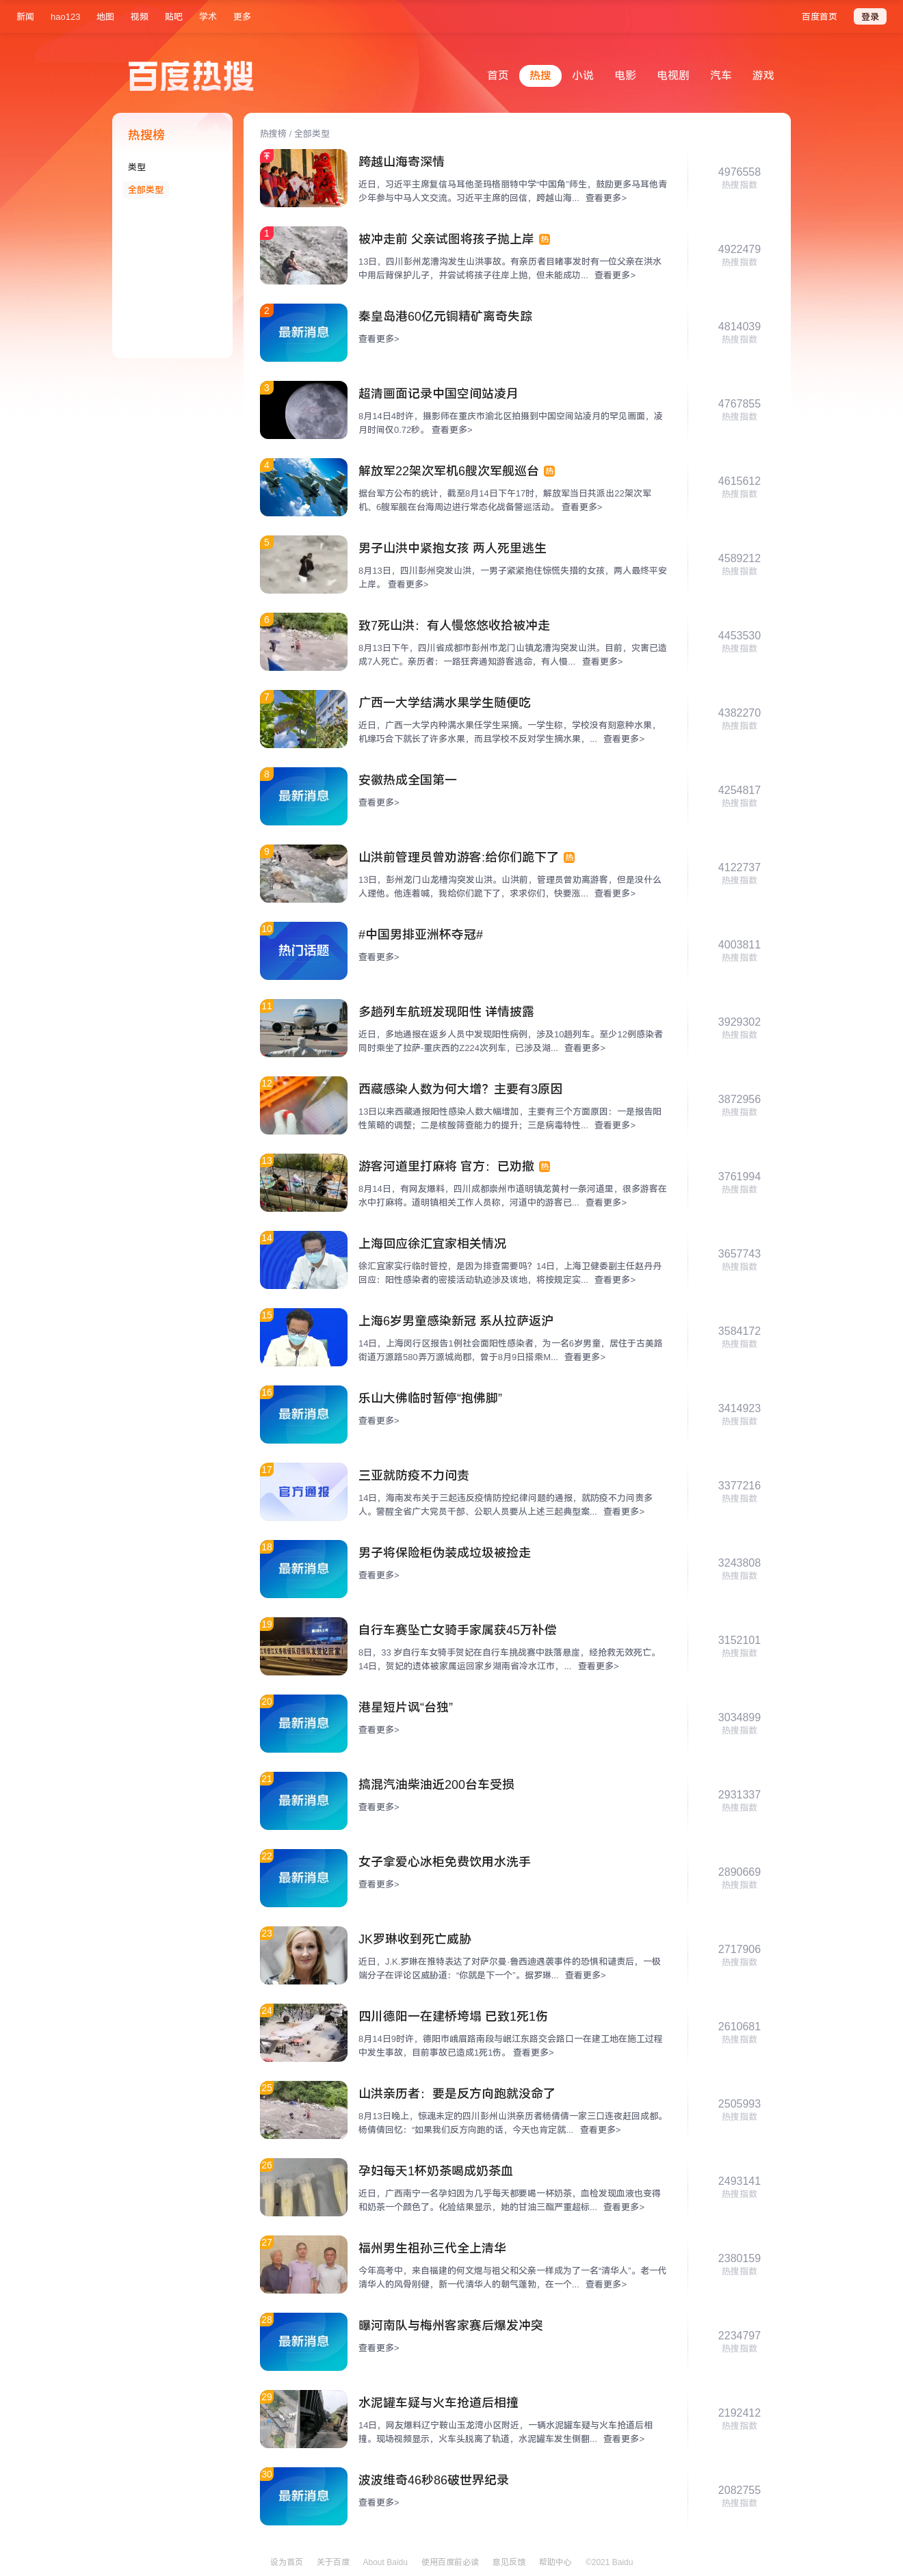 新闻 hao123 地图 视频 贴吧 学术 更多
百度首页 登录
百度热搜
首页 热搜 小说 电影 电视剧 汽车 游戏
热搜榜
类型
全部类型
热搜榜 / 全部类型
跨越山海寄深情
近日，习近平主席复信马耳他圣玛格丽特中学“中国角”师生，鼓励更多马耳他青
少年参与中马人文交流。习近平主席的回信，跨越山海... 查看更多>
4976558
热搜指数
1
被冲走前 父亲试图将孩子抛上岸 热
13日，四川彭州龙漕沟发生山洪事故。有亲历者目睹事发时有一位父亲在洪水
中用后背保护儿子，并尝试将孩子往岸上抛，但未能成功... 查看更多>
4922479
热搜指数
2
最新消息
秦皇岛港60亿元铜精矿离奇失踪
查看更多>
4814039
热搜指数
3
超清画面记录中国空间站凌月
8月14日4时许，摄影师在重庆市渝北区拍摄到中国空间站凌月的罕见画面，凌
月时间仅0.72秒。 查看更多>
4767855
热搜指数
4
解放军22架次军机6艘次军舰巡台 热
据台军方公布的统计，截至8月14日下午17时，解放军当日共派出22架次军
机、6艘军舰在台海周边进行常态化战备警巡活动。 查看更多>
4615612
热搜指数
5
男子山洪中紧抱女孩 两人死里逃生
8月13日，四川彭州突发山洪，一男子紧紧抱住惊慌失措的女孩，两人最终平安
上岸。 查看更多>
4589212
热搜指数
6
致7死山洪：有人慢悠悠收拾被冲走
8月13日下午，四川省成都市彭州市龙门山镇龙漕沟突发山洪。目前，灾害已造
成7人死亡。亲历者：一路狂奔通知游客逃命，有人慢... 查看更多>
4453530
热搜指数
7
广西一大学结满水果学生随便吃
近日，广西一大学内种满水果任学生采摘。一学生称，学校没有刻意种水果，
机缘巧合下就长了许多水果，而且学校不反对学生摘水果，... 查看更多>
4382270
热搜指数
8
最新消息
安徽热成全国第一
查看更多>
4254817
热搜指数
9
山洪前管理员曾劝游客:给你们跪下了 热
13日，彭州龙门山龙槽沟突发山洪。山洪前，管理员曾劝离游客，但是没什么
人理他。他连着喊，我给你们跪下了，求求你们，快要涨... 查看更多>
4122737
热搜指数
10
热门话题
#中国男排亚洲杯夺冠#
查看更多>
4003811
热搜指数
11
多趟列车航班发现阳性 详情披露
近日，多地通报在返乡人员中发现阳性病例，涉及10趟列车。至少12例感染者
同时乘坐了拉萨-重庆西的Z224次列车，已涉及湖... 查看更多>
3929302
热搜指数
12
西藏感染人数为何大增？主要有3原因
13日以来西藏通报阳性感染人数大幅增加，主要有三个方面原因：一是报告阳
性策略的调整；二是核酸筛查能力的提升；三是病毒特性... 查看更多>
3872956
热搜指数
13
游客河道里打麻将 官方：已劝撤 热
8月14日，有网友爆料，四川成都崇州市道明镇龙黄村一条河道里，很多游客在
水中打麻将。道明镇相关工作人员称，河道中的游客已... 查看更多>
3761994
热搜指数
14
上海回应徐汇宜家相关情况
徐汇宜家实行临时管控，是因为排查需要吗？14日，上海卫健委副主任赵丹丹
回应：阳性感染者的密接活动轨迹涉及该地，将按规定实... 查看更多>
3657743
热搜指数
15
上海6岁男童感染新冠 系从拉萨返沪
14日，上海闵行区报告1例社会面阳性感染者，为一名6岁男童，居住于古美路
街道万源路580弄万源城尚郡，曾于8月9日搭乘M... 查看更多>
3584172
热搜指数
16
最新消息
乐山大佛临时暂停“抱佛脚”
查看更多>
3414923
热搜指数
17
官方通报
三亚就防疫不力问责
14日，海南发布关于三起违反疫情防控纪律问题的通报，就防疫不力问责多
人。警醒全省广大党员干部、公职人员要从上述三起典型案... 查看更多>
3377216
热搜指数
18
最新消息
男子将保险柜伪装成垃圾被捡走
查看更多>
3243808
热搜指数
19
自行车赛坠亡女骑手家属获45万补偿
8日，33 岁自行车女骑手贺妃在自行车挑战赛中跌落悬崖，经抢救无效死亡。
14日，贺妃的遗体被家属运回家乡湖南省冷水江市，... 查看更多>
3152101
热搜指数
20
最新消息
港星短片讽“台独”
查看更多>
3034899
热搜指数
21
最新消息
搞混汽油柴油近200台车受损
查看更多>
2931337
热搜指数
22
最新消息
女子拿爱心冰柜免费饮用水洗手
查看更多>
2890669
热搜指数
23
JK罗琳收到死亡威胁
近日，J.K.罗琳在推特表达了对萨尔曼·鲁西迪遇袭事件的恐惧和谴责后，一极
端分子在评论区威胁道：“你就是下一个”。据罗琳... 查看更多>
2717906
热搜指数
24
四川德阳一在建桥垮塌 已致1死1伤
8月14日9时许，德阳市峨眉路南段与岷江东路交会路口一在建工地在施工过程
中发生事故，目前事故已造成1死1伤。 查看更多>
2610681
热搜指数
25
山洪亲历者：要是反方向跑就没命了
8月13日晚上，惊魂未定的四川彭州山洪亲历者杨倩倩一家三口连夜赶回成都。
杨倩倩回忆：“如果我们反方向跑的话，今天也肯定就... 查看更多>
2505993
热搜指数
26
孕妇每天1杯奶茶喝成奶茶血
近日，广西南宁一名孕妇因为几乎每天都要喝一杯奶茶，血检发现血液也变得
和奶茶一个颜色了。化验结果显示，她的甘油三酯严重超标... 查看更多>
2493141
热搜指数
27
福州男生祖孙三代全上清华
今年高考中，来自福建的何文焜与祖父和父亲一样成为了一名“清华人”。老一代
清华人的风骨刚健，新一代清华人的朝气蓬勃，在一个... 查看更多>
2380159
热搜指数
28
最新消息
曝河南队与梅州客家赛后爆发冲突
查看更多>
2234797
热搜指数
29
水泥罐车疑与火车抢道后相撞
14日，网友爆料辽宁鞍山玉龙湾小区附近，一辆水泥罐车疑与火车抢道后相
撞。现场视频显示，火车头脱离了轨道，水泥罐车发生侧翻... 查看更多>
2192412
热搜指数
30
最新消息
波波维奇46秒86破世界纪录
查看更多>
2082755
热搜指数
设为首页 关于百度 About Baidu 使用百度前必读 意见反馈 帮助中心 ©2021 Baidu